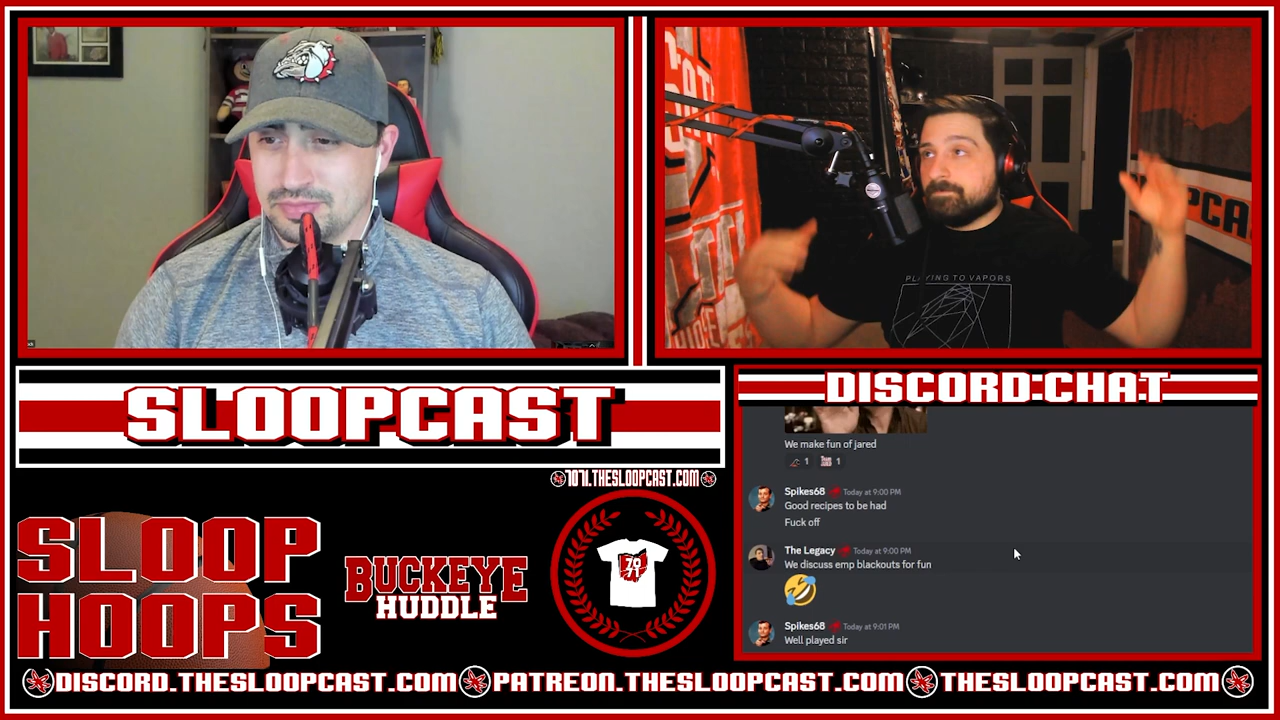 PLAYING TO VAPORS
SLOOPCAST
7071.THESLOOPCAST.COM
DISCORD:CHAT
We make fun of jared
1
1
Spikes68 Today at 9:00 PM
Good recipes to be had
Fuck off
The Legacy Today at 9:00 PM
We discuss emp blackouts for fun
Spikes68 Today at 9:01 PM
Well played sir
SLOOP
HOOPS
BUCKEYE
HUDDLE
70
71
DISCORD.THESLOOPCAST.COM PATREON.THESLOOPCAST.COM THESLOOPCAST.COM